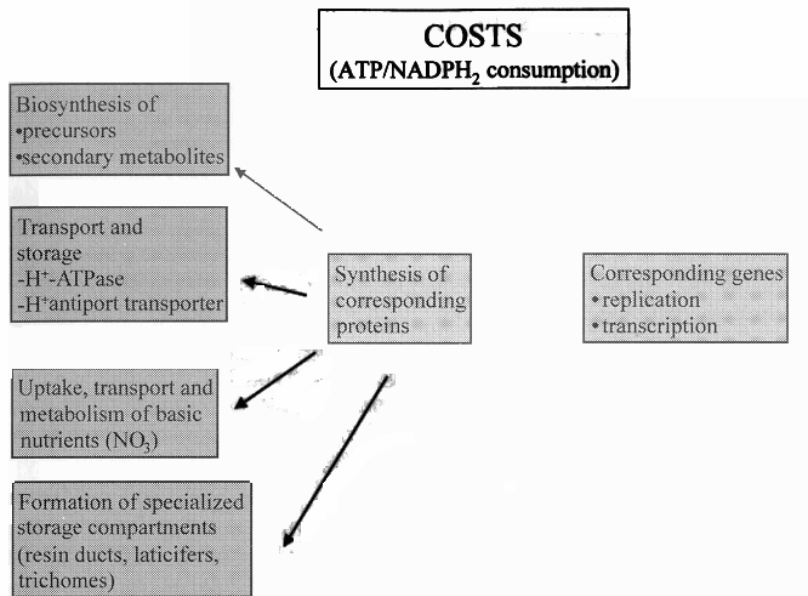 COSTS
(ATP/NADPH₂ consumption)
Biosynthesis of
•precursors
•secondary metabolites
Transport and
storage
-H⁺-ATPase
-H⁺antiport transporter
Synthesis of
corresponding
proteins
Corresponding genes
•replication
•transcription
Uptake, transport and
metabolism of basic
nutrients (NO₃)
Formation of specialized
storage compartments
(resin ducts, laticifers,
trichomes)